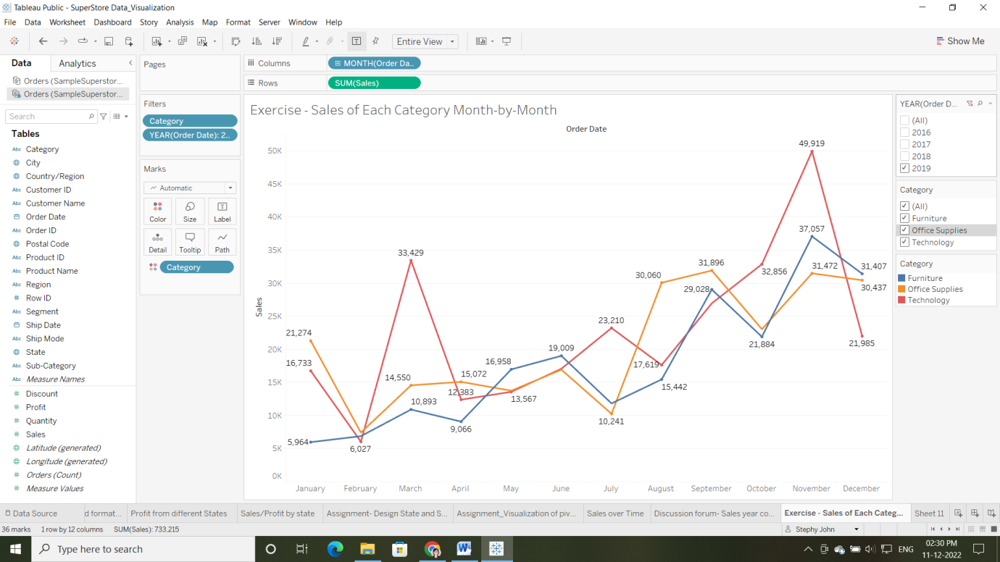 Tableau Public - SuperStore Data_Visualization
File Data Worksheet Dashboard Story Analysis Map Format Server Window Help
Entire View
Show Me
Data Analytics
Orders (SampleSuperstor...
Orders (SampleSuperstor...
Search
Tables
Abc Category
City
Country/Region
Abc Customer ID
Abc Customer Name
Order Date
Abc Order ID
Postal Code
Abc Product ID
Abc Product Name
Abc Region
# Row ID
Abc Segment
Ship Date
Abc Ship Mode
State
Abc Sub-Category
Abc Measure Names
# Discount
# Profit
# Quantity
# Sales
Latitude (generated)
Longitude (generated)
# Orders (Count)
# Measure Values
Pages
Filters
Category
YEAR(Order Date): 2..
Marks
Automatic
Color Size Label
Detail Tooltip Path
Category
Columns MONTH(Order Da..
Rows SUM(Sales)
Exercise - Sales of Each Category Month-by-Month
Order Date
Sales
50K
45K
40K
35K
30K
25K
20K
15K
10K
5K
0K
49,919
37,057
33,429
31,896
31,472
31,407
30,060
32,856
30,437
29,028
23,210
21,274
19,009
21,884
21,985
16,733
16,958
17,619
14,550
15,072
12,383
13,567
15,442
10,893
10,241
9,066
5,964
6,027
January February March April May June July August September October November December
YEAR(Order D...
(All)
2016
2017
2018
2019
Category
(All)
Furniture
Office Supplies
Technology
Category
Furniture
Office Supplies
Technology
Data Source d format... Profit from different States Sales/Profit by state Assignment- Design State and S... Assignment_Visualization of piv... Sales over Time Discussion forum- Sales year co... Exercise - Sales of Each Categ... Sheet 11
36 marks 1 row by 12 columns SUM(Sales): 733,215 Stephy John
Type here to search
ENG
02:30 PM
11-12-2022